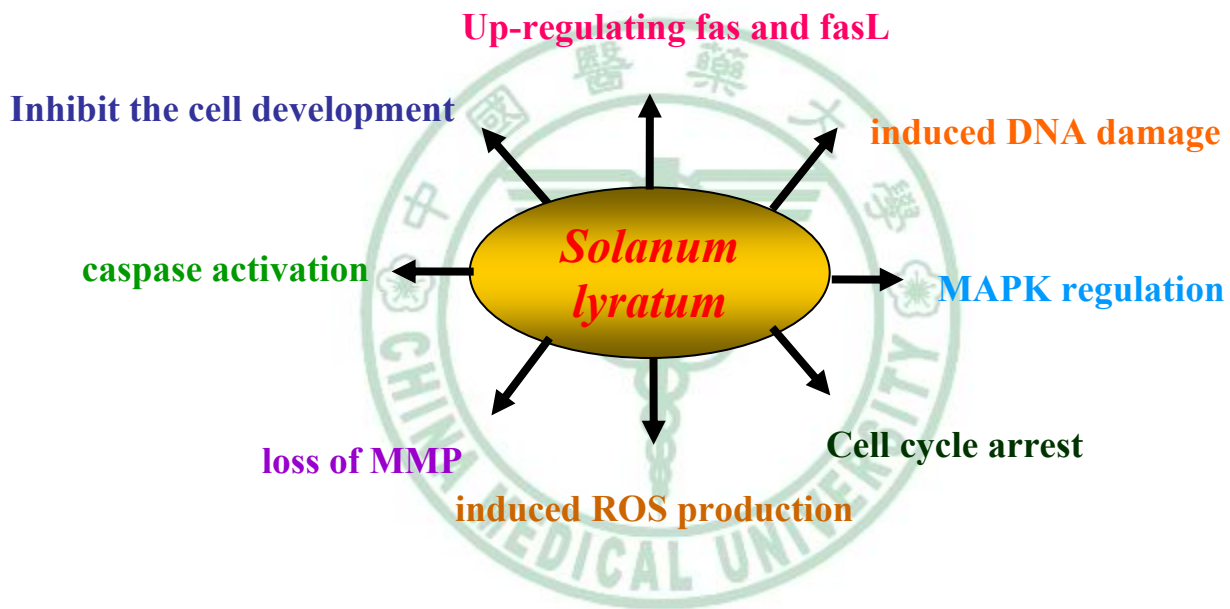 Up-regulating fas and fasL
Inhibit the cell development
induced DNA damage
Solanum
lyratum
caspase activation
MAPK regulation
loss of MMP
Cell cycle arrest
induced ROS production
中國醫藥大學
CHINA MEDICAL UNIVERSITY